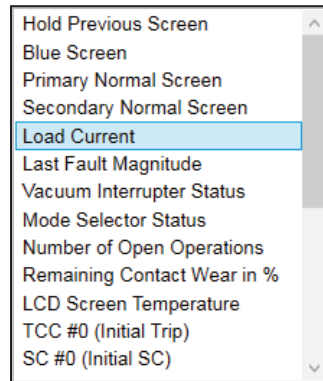 Hold Previous Screen
Blue Screen
Primary Normal Screen
Secondary Normal Screen
Load Current
Last Fault Magnitude
Vacuum Interrupter Status
Mode Selector Status
Number of Open Operations
Remaining Contact Wear in %
LCD Screen Temperature
TCC #0 (Initial Trip)
SC #0 (Initial SC)